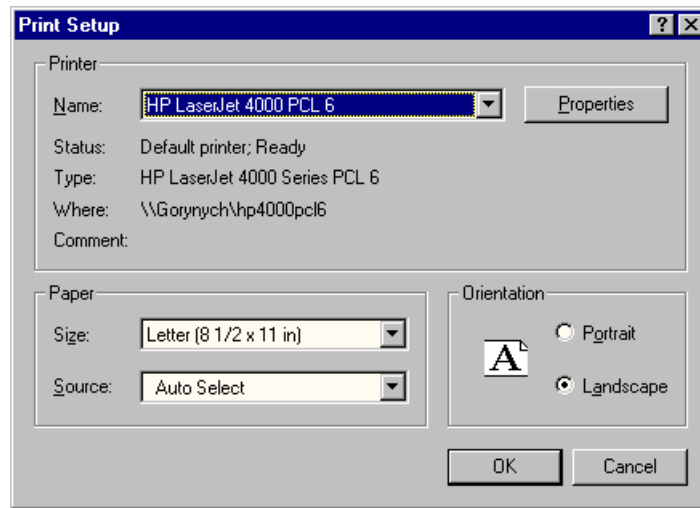 Print Setup
Printer
Name: HP LaserJet 4000 PCL 6 Properties
Status: Default printer; Ready
Type: HP LaserJet 4000 Series PCL 6
Where: \\Gorynych\hp4000pcl6
Comment:
Paper
Size: Letter (8 1/2 x 11 in)
Source: Auto Select
Orientation
A
Portrait
Landscape
OK Cancel